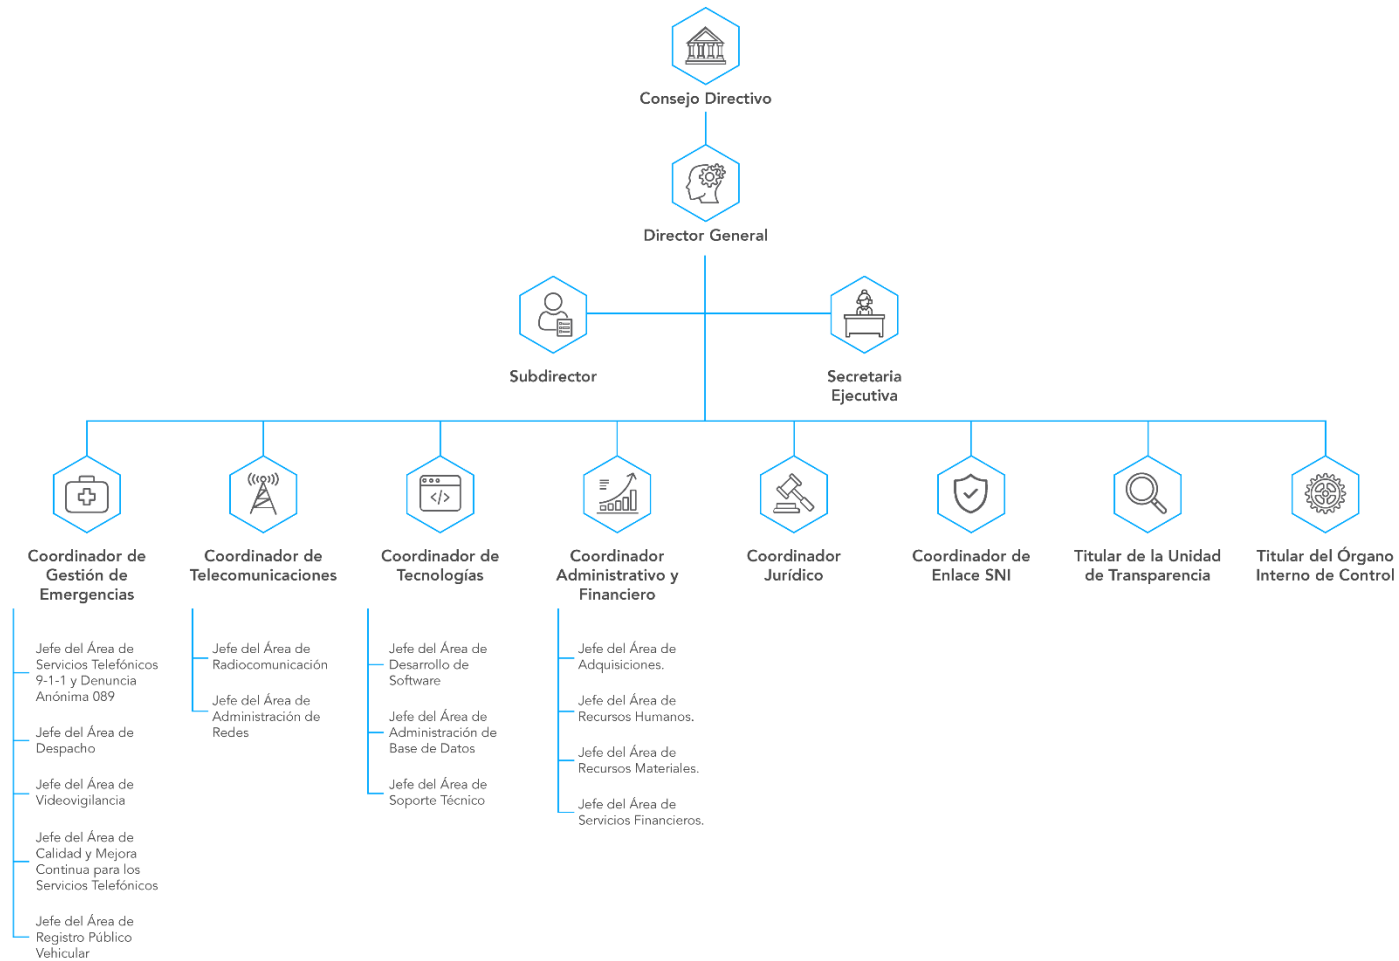 Consejo Directivo
Director General
Subdirector
Secretaria
Ejecutiva
Coordinador de
Gestión de
Emergencias
Jefe del Área de
Servicios Telefónicos
9-1-1 y Denuncia
Anónima 089
Jefe del Área de
Despacho
Jefe del Área de
Videovigilancia
Jefe del Área de
Calidad y Mejora
Continua para los
Servicios Telefónicos
Jefe del Área de
Registro Público
Vehicular
Coordinador de
Telecomunicaciones
Jefe del Área de
Radiocomunicación
Jefe del Área de
Administración de
Redes
Coordinador de
Tecnologías
Jefe del Área de
Desarrollo de
Software
Jefe del Área de
Administración de
Base de Datos
Jefe del Área de
Soporte Técnico
Coordinador
Administrativo y
Financiero
Jefe del Área de
Adquisiciones.
Jefe del Área de
Recursos Humanos.
Jefe del Área de
Recursos Materiales.
Jefe del Área de
Servicios Financieros.
Coordinador
Jurídico
Coordinador de
Enlace SNI
Titular de la Unidad
de Transparencia
Titular del Órgano
Interno de Control